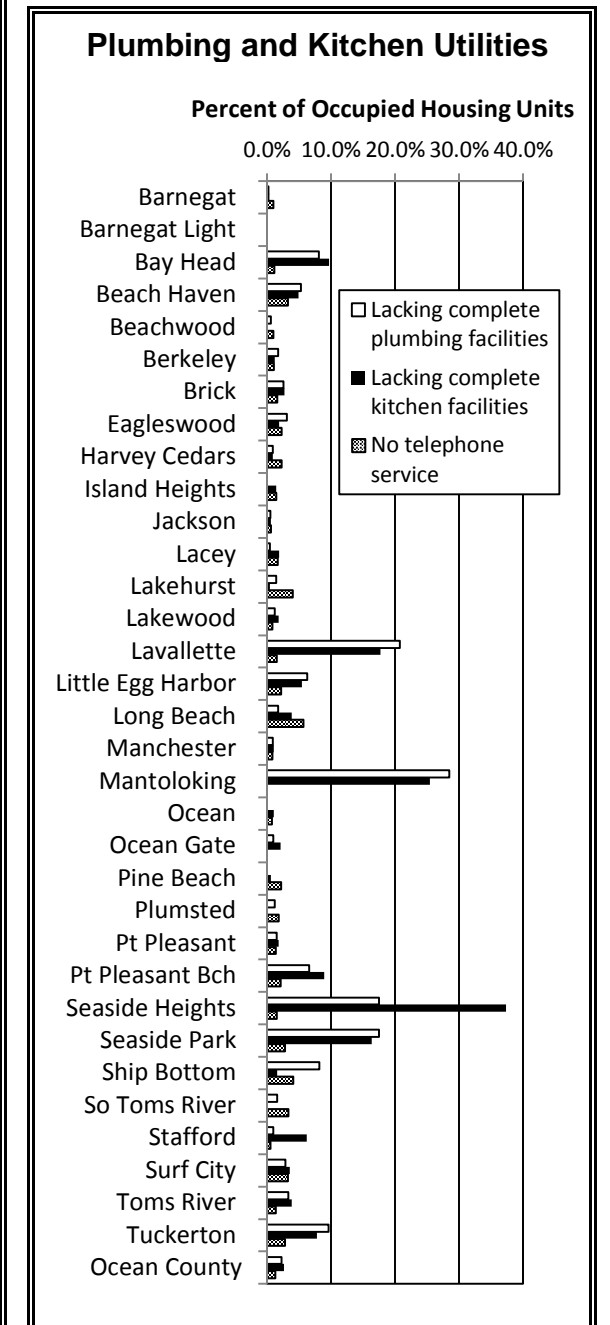 Plumbing and Kitchen Utilities
Percent of Occupied Housing Units
0.0% 10.0% 20.0% 30.0% 40.0%
Barnegat
Barnegat Light
Bay Head
Beach Haven
Beachwood
Berkeley
Brick
Eagleswood
Harvey Cedars
Island Heights
Jackson
Lacey
Lakehurst
Lakewood
Lavallette
Little Egg Harbor
Long Beach
Manchester
Mantoloking
Ocean
Ocean Gate
Pine Beach
Plumsted
Pt Pleasant
Pt Pleasant Bch
Seaside Heights
Seaside Park
Ship Bottom
So Toms River
Stafford
Surf City
Toms River
Tuckerton
Ocean County
Lacking complete
plumbing facilities
Lacking complete
kitchen facilities
No telephone
service